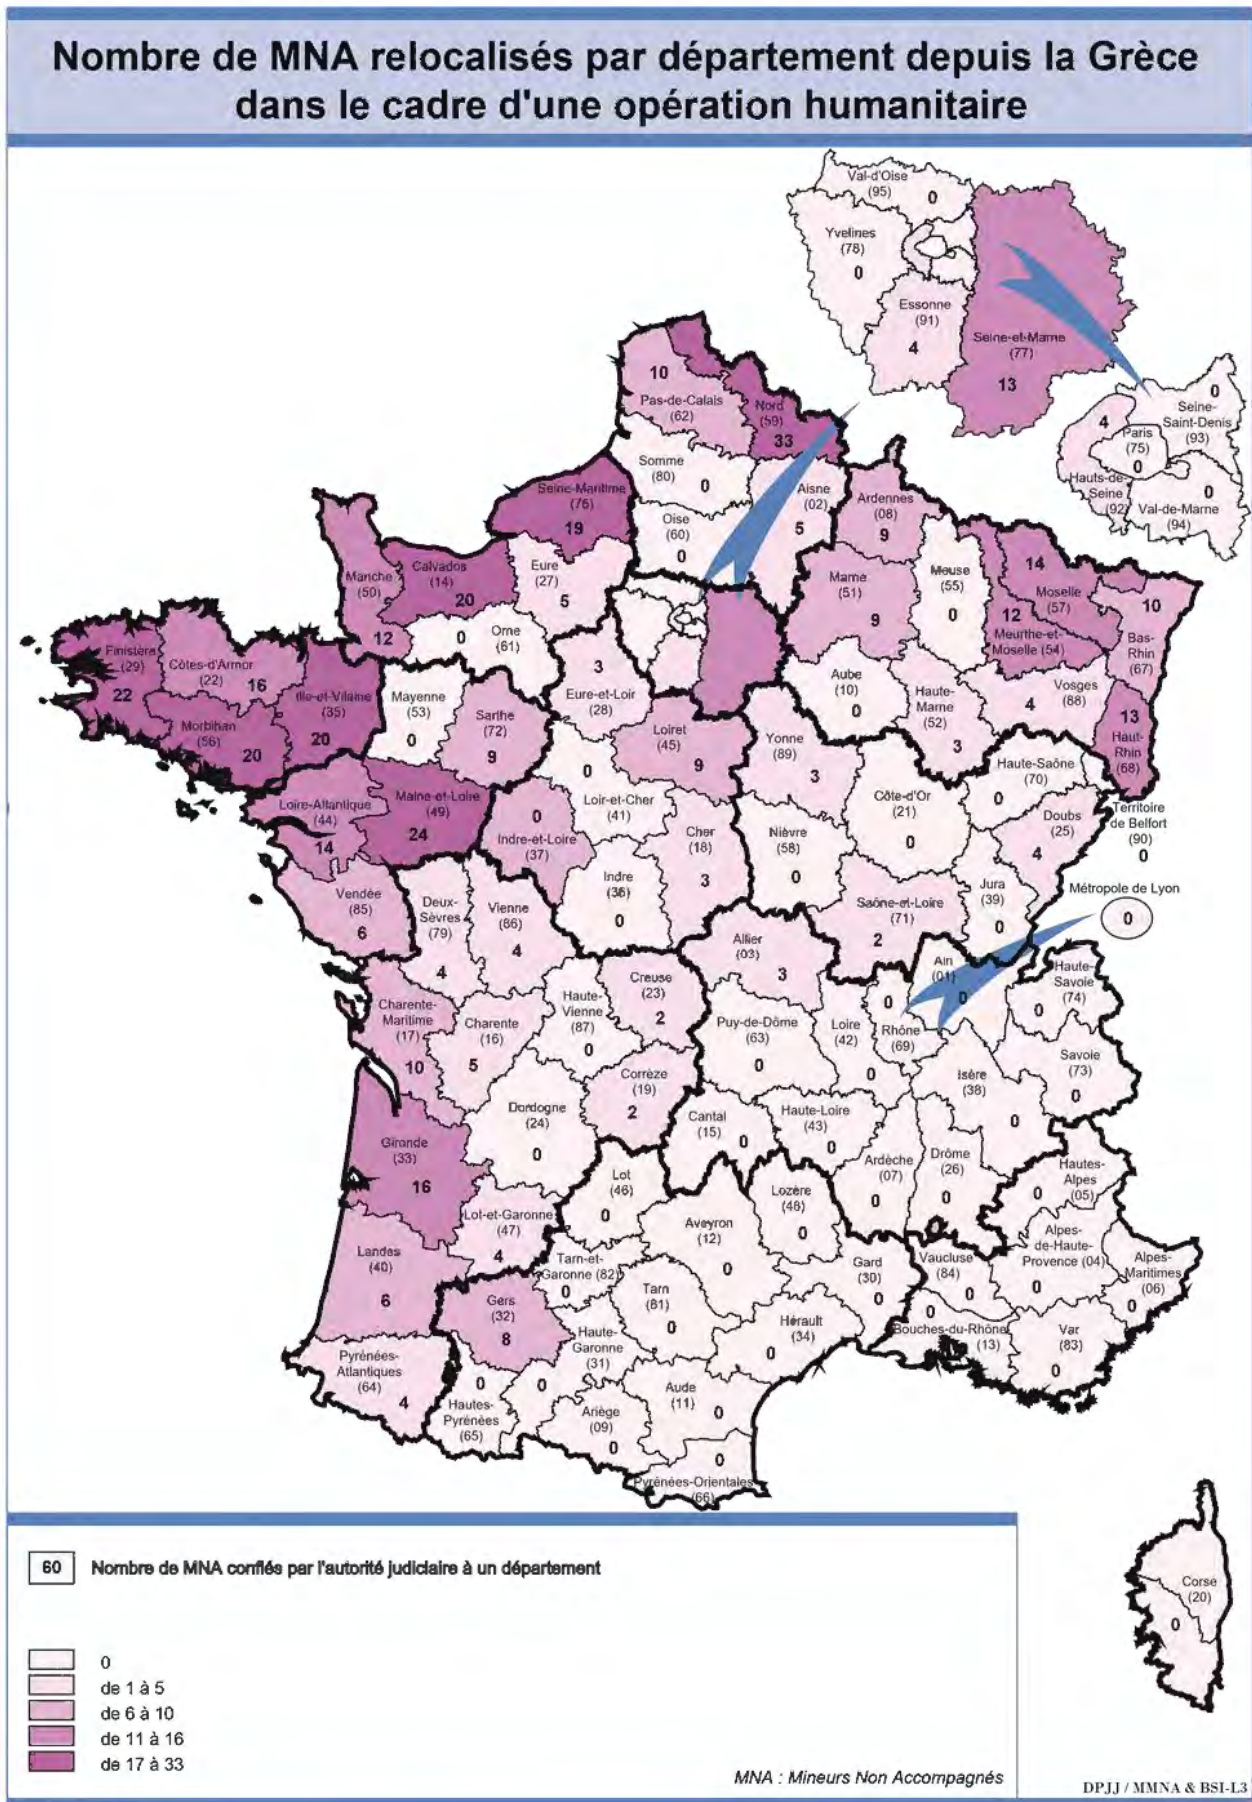 Nombre de MNA relocalisés par département depuis la Grèce
dans le cadre d'une opération humanitaire
Val-d'Oise
(95)
0
Yvelines
(78)
0
Essonne
(91)
4
Seine-et-Marne
(77)
13
0
Seine-
Saint-Denis
(93)
4
Paris
(75)
0
Hauts-de-
Seine
(92)
0
Val-de-Marne
(94)
10
Pas-de-Calais
(62)
Nord
(59)
33
Somme
(80)
0
Aisne
(02)
5
Oise
(60)
0
Seine-Maritime
(76)
19
Ardennes
(08)
9
Manche
(50)
12
Calvados
(14)
20
Eure
(27)
5
Marne
(51)
9
Meuse
(55)
0
14
Moselle
(57)
12
Meurthe-et-
Moselle (54)
10
Bas-
Rhin
(67)
0
Orne
(61)
Finistère
(29)
22
Côtes-d'Armor
(22)
16
Ille-et-Vilaine
(35)
20
Morbihan
(56)
20
Mayenne
(53)
0
Sarthe
(72)
9
3
Eure-et-Loir
(28)
Aube
(10)
0
Haute-
Marne
(52)
3
Vosges
(88)
4
13
Haut-
Rhin
(68)
Loiret
(45)
9
Yonne
(89)
3
Haute-Saône
(70)
0
Territoire
de Belfort
(90)
0
Loire-Atlantique
(44)
14
Maine-et-Loire
(49)
24
0
Indre-et-Loire
(37)
0
Loir-et-Cher
(41)
Cher
(18)
3
Nièvre
(58)
0
Côte-d'Or
(21)
0
Doubs
(25)
4
Jura
(39)
0
Métropole de Lyon
0
Vendée
(85)
6
Deux-
Sèvres
(79)
4
Vienne
(86)
4
Indre
(36)
0
Saône-et-Loire
(71)
2
Allier
(03)
3
Ain
(01)
0
Haute-
Savoie
(74)
0
Charente-
Maritime
(17)
10
Charente
(16)
5
Haute-
Vienne
(87)
0
Creuse
(23)
2
Puy-de-Dôme
(63)
0
Loire
(42)
0
0
Rhône
(69)
Isère
(38)
0
Savoie
(73)
0
Corrèze
(19)
2
Dordogne
(24)
0
Cantal
(15)
0
Haute-Loire
(43)
0
Ardèche
(07)
0
Drôme
(26)
0
0
Hautes-
Alpes
(05)
Gironde
(33)
16
Lot-et-Garonne
(47)
4
Lot
(46)
0
Aveyron
(12)
0
Lozère
(48)
0
Gard
(30)
0
Vaucluse
(84)
0
Alpes-
de-Haute-
Provence (04)
0
Alpes-
Maritimes
(06)
0
Landes
(40)
6
Tarn-et-
Garonne (82)
0
Tarn
(81)
0
Hérault
(34)
0
0
Bouches-du-Rhône
(13)
Var
(83)
0
Gers
(32)
8
Haute-
Garonne
(31)
0
Pyrénées-
Atlantiques
(64)
4
0
Hautes-
Pyrénées
(65)
Ariège
(09)
0
Aude
(11)
0
0
Pyrénées-Orientales
(66)
Corse
(20)
0
60 Nombre de MNA confiés par l'autorité judiciaire à un département
0
de 1 à 5
de 6 à 10
de 11 à 16
de 17 à 33
MNA : Mineurs Non Accompagnés
DPJJ / MMNA & BSI-L3